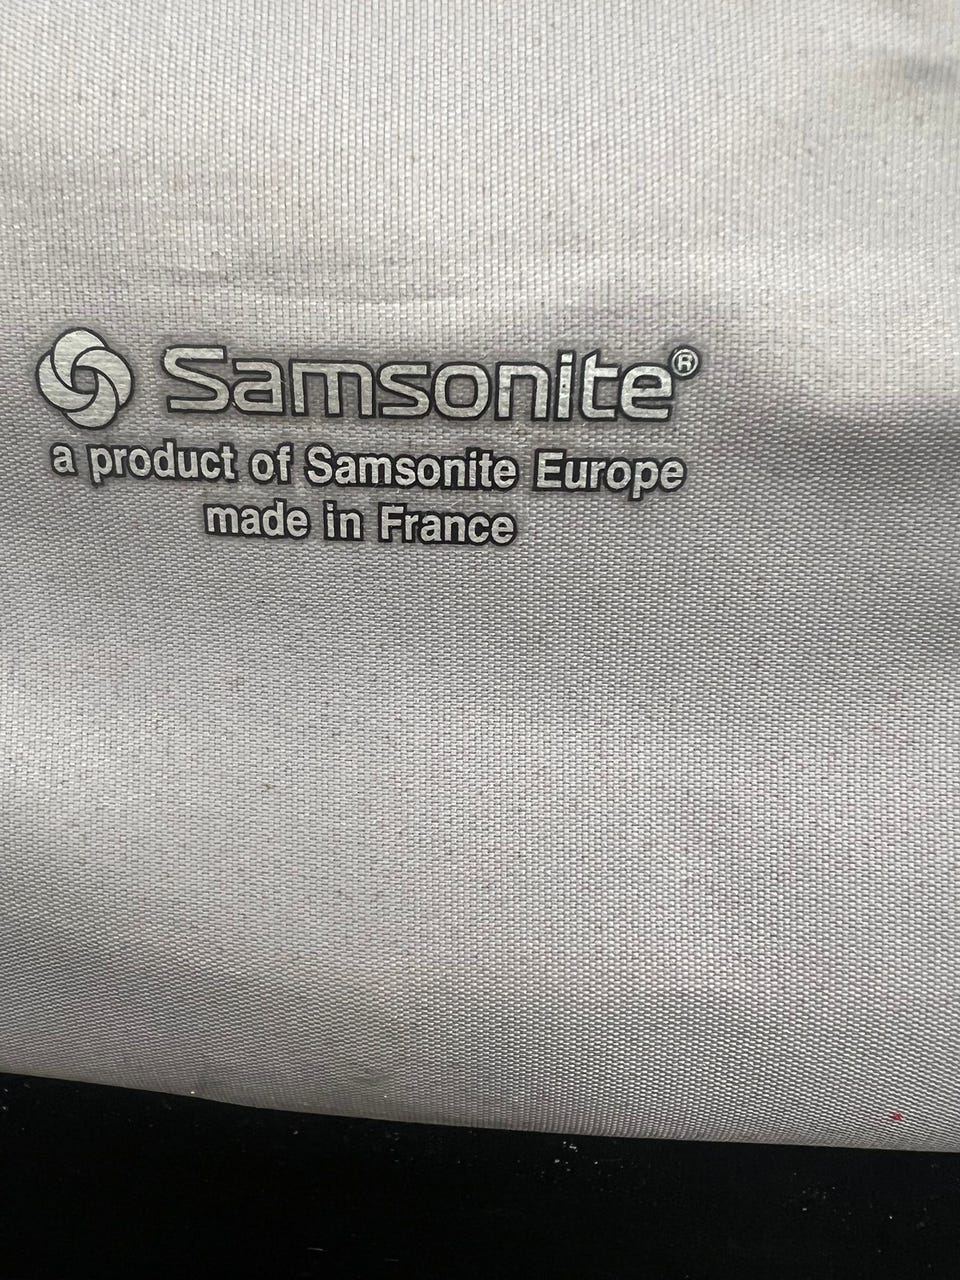 Samsonite®
a product of Samsonite Europe
made in France